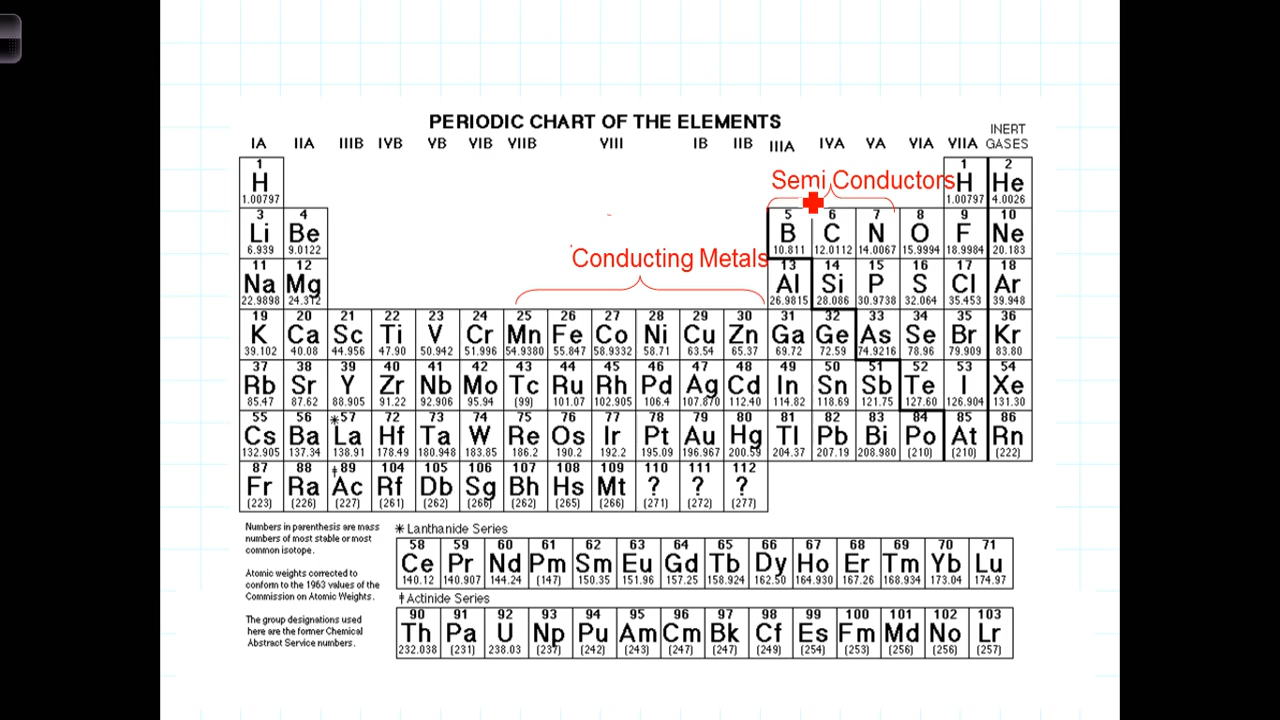 PERIODIC CHART OF THE ELEMENTS
IA IIA IIIB IVB VB VIB VIIB VIII IB IIB IIIA IVA VA VIA VIIA INERT GASES
Semi Conductors
1 1 2
H H He
1.00797 1.00797 4.0026
3 4 5 6 7 8 9 10
Li Be B C N O F Ne
6.939 9.0122 10.811 12.0112 14.0067 15.9994 18.9984 20.183
Conducting Metals
11 12 13 14 15 16 17 18
Na Mg Al Si P S Cl Ar
22.9898 24.312 26.9815 28.086 30.9738 32.064 35.453 39.948
19 20 21 22 23 24 25 26 27 28 29 30 31 32 33 34 35 36
K Ca Sc Ti V Cr Mn Fe Co Ni Cu Zn Ga Ge As Se Br Kr
39.102 40.08 44.956 47.90 50.942 51.996 54.9380 55.847 58.9332 58.71 63.54 65.37 69.72 72.59 74.9216 78.96 79.909 83.80
37 38 39 40 41 42 43 44 45 46 47 48 49 50 51 52 53 54
Rb Sr Y Zr Nb Mo Tc Ru Rh Pd Ag Cd In Sn Sb Te I Xe
85.47 87.62 88.905 91.22 92.906 95.94 (99) 101.07 102.905 106.4 107.870 112.40 114.82 118.69 121.75 127.60 126.904 131.30
55 56 *57 72 73 74 75 76 77 78 79 80 81 82 83 84 85 86
Cs Ba La Hf Ta W Re Os Ir Pt Au Hg Tl Pb Bi Po At Rn
132.905 137.34 138.91 178.49 180.948 183.85 186.2 190.2 192.2 195.09 196.967 200.59 204.37 207.19 208.980 (210) (210) (222)
87 88 ‡89 104 105 106 107 108 109 110 111 112
Fr Ra Ac Rf Db Sg Bh Hs Mt ? ? ?
(223) (226) (227) (261) (262) (266) (262) (265) (266) (271) (272) (277)
Numbers in parenthesis are mass
numbers of most stable or most
common isotope.
Atomic weights corrected to
conform to the 1963 values of the
Commission on Atomic Weights.
The group designations used
here are the former Chemical
Abstract Service numbers.
* Lanthanide Series
58 59 60 61 62 63 64 65 66 67 68 69 70 71
Ce Pr Nd Pm Sm Eu Gd Tb Dy Ho Er Tm Yb Lu
140.12 140.907 144.24 (147) 150.35 151.96 157.25 158.924 162.50 164.930 167.26 168.934 173.04 174.97
‡ Actinide Series
90 91 92 93 94 95 96 97 98 99 100 101 102 103
Th Pa U Np Pu Am Cm Bk Cf Es Fm Md No Lr
232.038 (231) 238.03 (237) (242) (243) (247) (247) (249) (254) (253) (256) (256) (257)